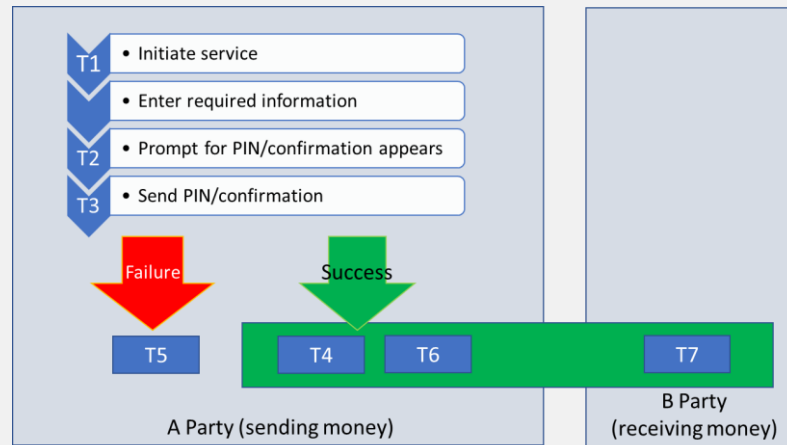 T1
• Initiate service
• Enter required information
T2
• Prompt for PIN/confirmation appears
T3
• Send PIN/confirmation
Failure
Success
T5
T4
T6
T7
A Party (sending money)
B Party
(receiving money)